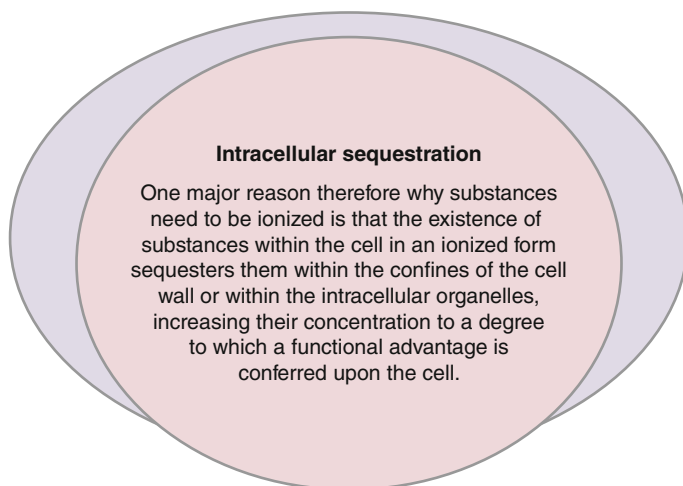 Intracellular sequestration
One major reason therefore why substances
need to be ionized is that the existence of
substances within the cell in an ionized form
sequesters them within the confines of the cell
wall or within the intracellular organelles,
increasing their concentration to a degree
to which a functional advantage is
conferred upon the cell.